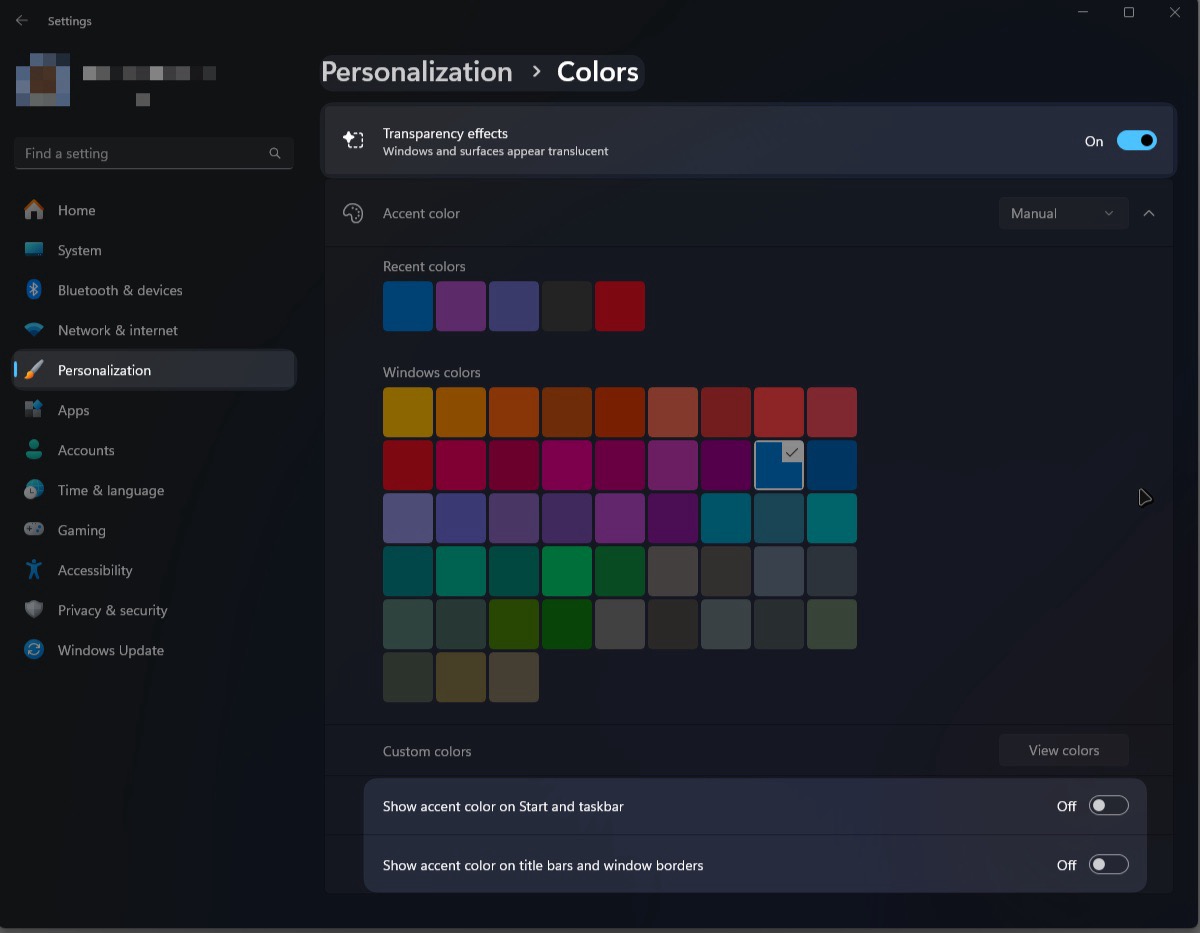 Settings
Find a setting
Home
System
Bluetooth & devices
Network & internet
Personalization
Apps
Accounts
Time & language
Gaming
Accessibility
Privacy & security
Windows Update
Personalization > Colors
Transparency effects
Windows and surfaces appear translucent
On
Accent color
Manual
Recent colors
Windows colors
Custom colors
View colors
Show accent color on Start and taskbar
Off
Show accent color on title bars and window borders
Off